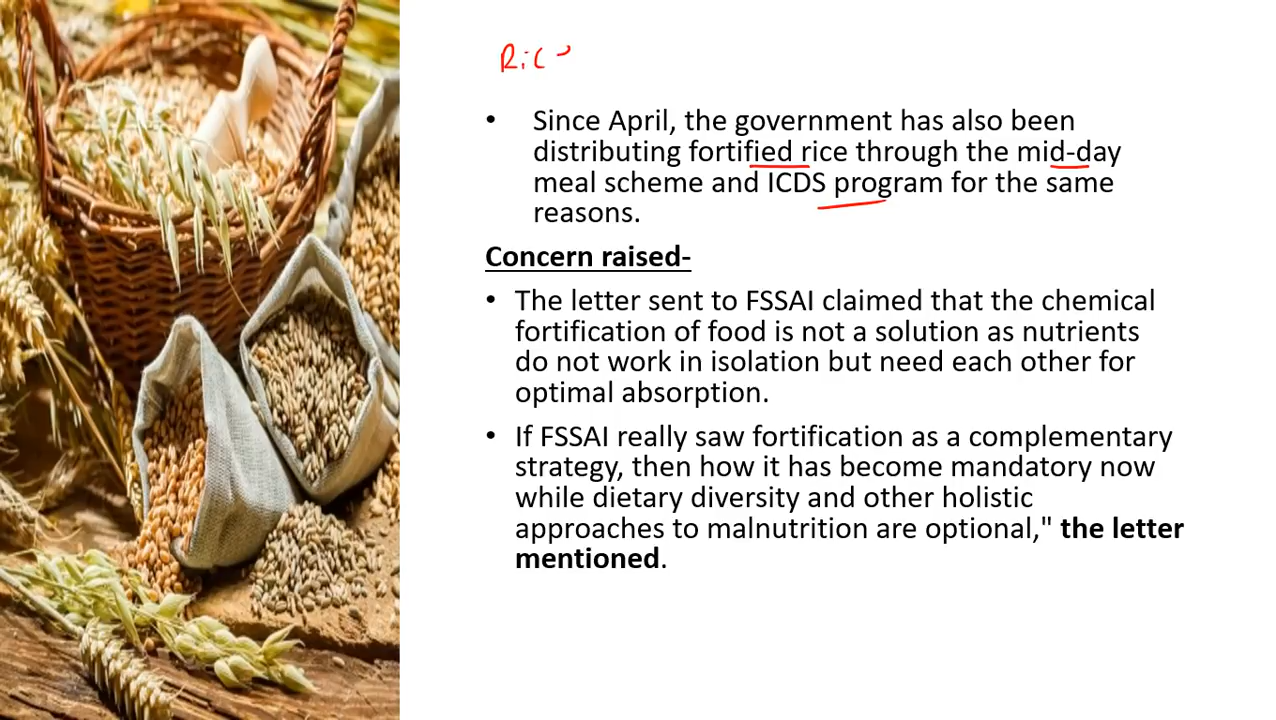 • Since April, the government has also been
distributing fortified rice through the mid-day
meal scheme and ICDS program for the same
reasons.
Concern raised-
• The letter sent to FSSAI claimed that the chemical
fortification of food is not a solution as nutrients
do not work in isolation but need each other for
optimal absorption.
• If FSSAI really saw fortification as a complementary
strategy, then how it has become mandatory now
while dietary diversity and other holistic
approaches to malnutrition are optional," the letter
mentioned.